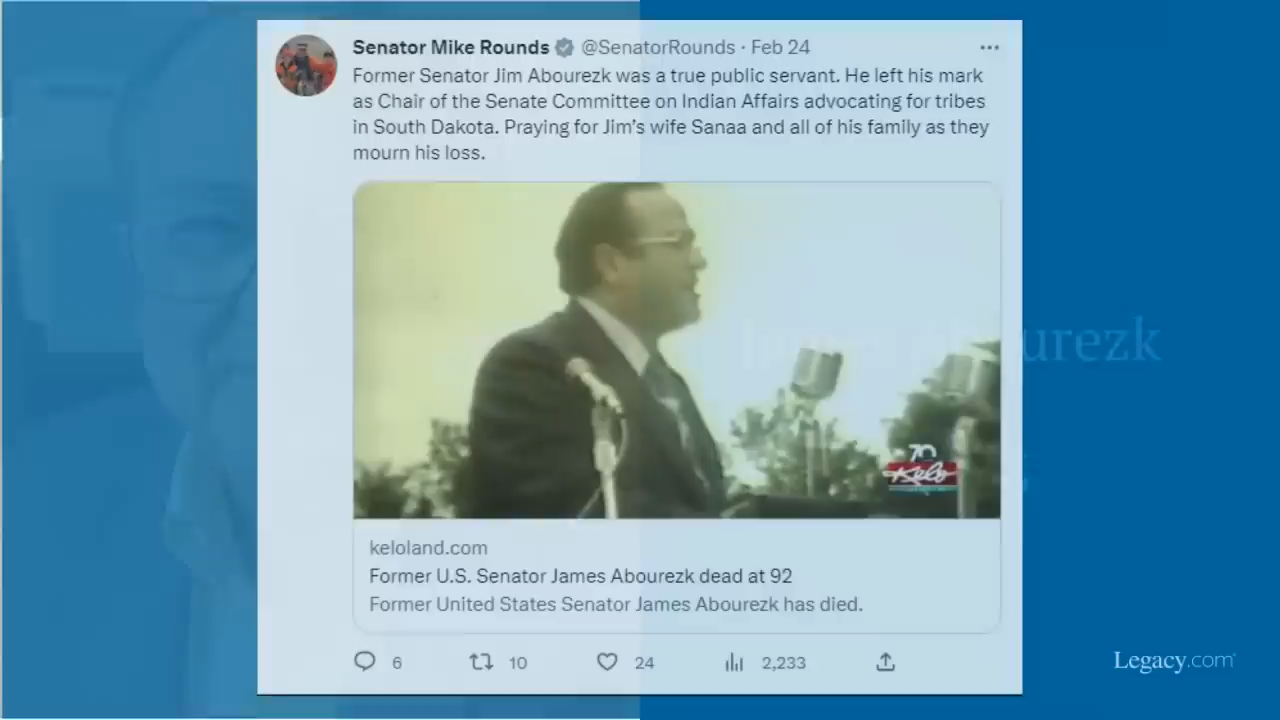 Senator Mike Rounds @SenatorRounds · Feb 24
Former Senator Jim Abourezk was a true public servant. He left his mark
as Chair of the Senate Committee on Indian Affairs advocating for tribes
in South Dakota. Praying for Jim's wife Sanaa and all of his family as they
mourn his loss.
urezk
70
Kelo
keloland.com
Former U.S. Senator James Abourezk dead at 92
Former United States Senator James Abourezk has died.
6 10 24 2,233
Legacy.com